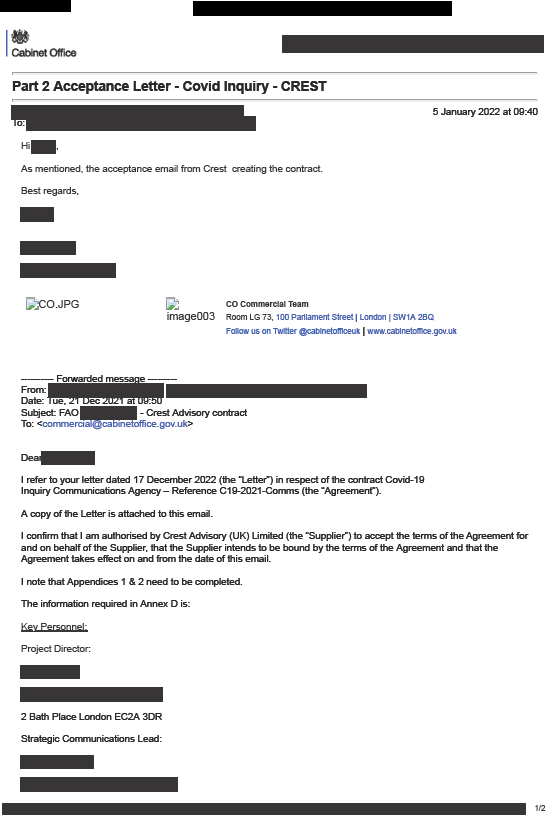 Cabinet Office
Part 2 Acceptance Letter - Covid Inquiry - CREST
5 January 2022 at 09:40
To:
Hi ,
As mentioned, the acceptance email from Crest creating the contract.
Best regards,
CO.JPG
image003
CO Commercial Team
Room LG 73, 100 Parliament Street | London | SW1A 2BQ
Follow us on Twitter @cabinetofficeuk | www.cabinetoffice.gov.uk
---------- Forwarded message ---------
From:
Date: Tue, 21 Dec 2021 at 09:50
Subject: FAO - Crest Advisory contract
To: <commercial@cabinetoffice.gov.uk>
Dear
I refer to your letter dated 17 December 2022 (the “Letter”) in respect of the contract Covid-19
Inquiry Communications Agency – Reference C19-2021-Comms (the “Agreement”).
A copy of the Letter is attached to this email.
I confirm that I am authorised by Crest Advisory (UK) Limited (the “Supplier”) to accept the terms of the Agreement for
and on behalf of the Supplier, that the Supplier intends to be bound by the terms of the Agreement and that the
Agreement takes effect on and from the date of this email.
I note that Appendices 1 & 2 need to be completed.
The information required in Annex D is:
Key Personnel:
Project Director:
2 Bath Place London EC2A 3DR
Strategic Communications Lead:
1/2